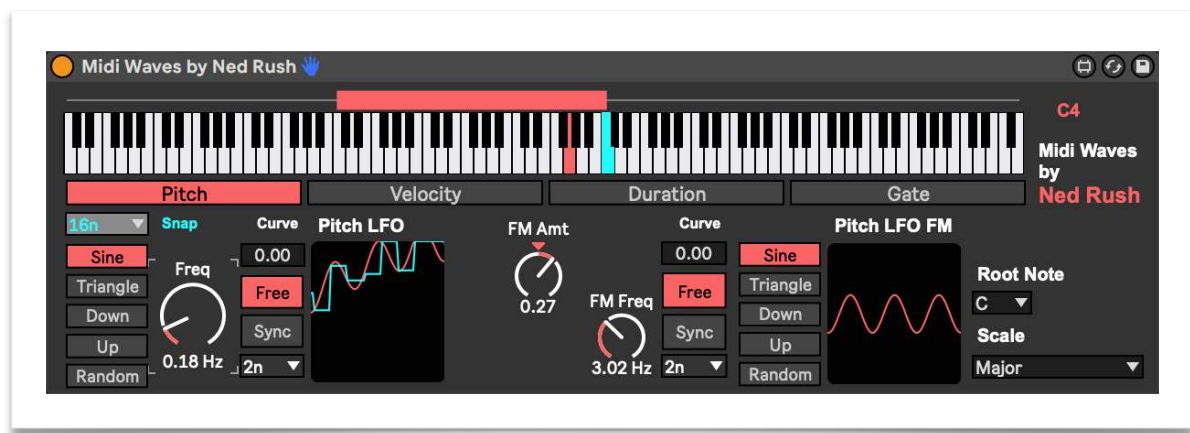 Midi Waves by Ned Rush
C4
Midi Waves
by
Ned Rush
Pitch
Velocity
Duration
Gate
16n
Snap
Curve
Pitch LFO
FM Amt
Curve
Pitch LFO FM
Sine
Triangle
Down
Up
Random
Freq
0.18 Hz
0.00
Free
Sync
2n
0.27
FM Freq
3.02 Hz
0.00
Free
Sync
2n
Sine
Triangle
Down
Up
Random
Root Note
C
Scale
Major